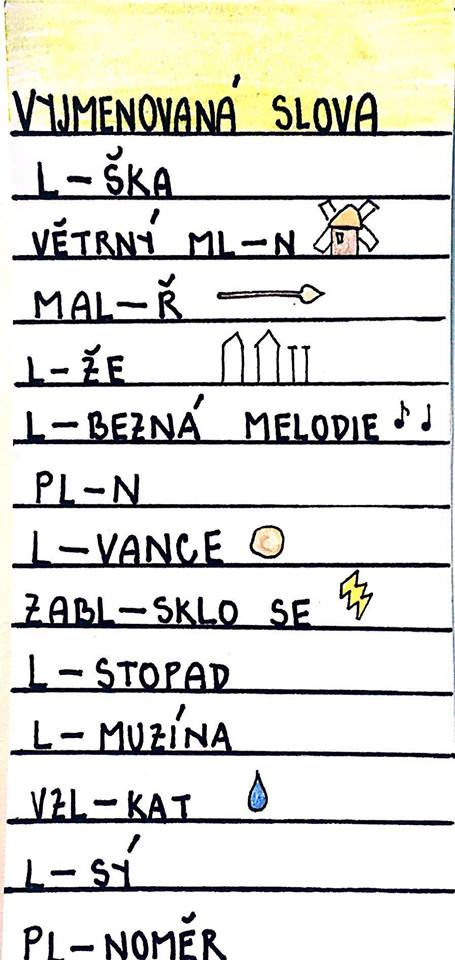 VYJMENOVANÁ SLOVA
L – ŠKA
VĚTRNÝ ML – N
MAL – Ř
L – ŽE
L – BEZNÁ MELODIE
PL – N
L – VANCE
ZABL – SKLO SE
L – STOPAD
L – MUZÍNA
VZL – KAT
L – SÝ
PL – NOMĚR